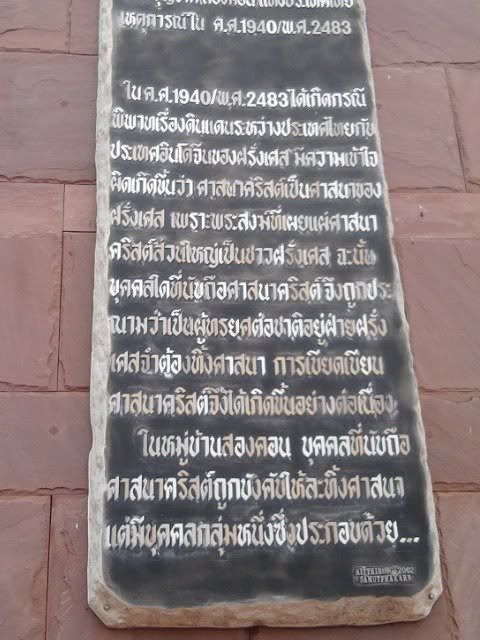 เหตุการณ์ใน ค.ศ.1940/พ.ศ.2483
ใน ค.ศ.1940/พ.ศ.2483 ได้เกิดกรณี
พิพาทเรื่องดินแดนระหว่างประเทศไทยกับ
ประเทศอินโดจีนของฝรั่งเศส มีความเข้าใจ
ผิดเกิดขึ้นว่า ศาสนาคริสต์เป็นศาสนาของ
ฝรั่งเศส เพราะพระสงฆ์ที่เผยแผ่ศาสนา
คริสต์ส่วนใหญ่เป็นชาวฝรั่งเศส ฉะนั้น
บุคคลใดที่นับถือศาสนาคริสต์ จึงถูกประ
ณามว่าเป็นผู้ทรยศต่อชาติอยู่ฝ่ายฝรั่ง
เศสจำต้องทิ้งศาสนา การเบียดเบียน
ศาสนาคริสต์จึงได้เกิดขึ้นอย่างต่อเนื่อง
ในหมู่บ้านสองคอน บุคคลที่นับถือ
ศาสนาคริสต์ถูกบังคับให้ละทิ้งศาสนา
แต่มีบุคคลกลุ่มหนึ่งซึ่งประกอบด้วย...
2002
SAMUTPRAKARN